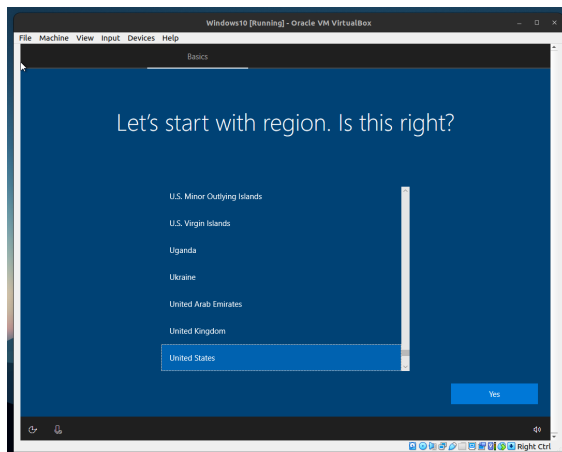 Windows10 [Running] - Oracle VM VirtualBox
File Machine View Input Devices Help
Basics
Let's start with region. Is this right?
U.S. Minor Outlying Islands
U.S. Virgin Islands
Uganda
Ukraine
United Arab Emirates
United Kingdom
United States
Yes
Right Ctrl